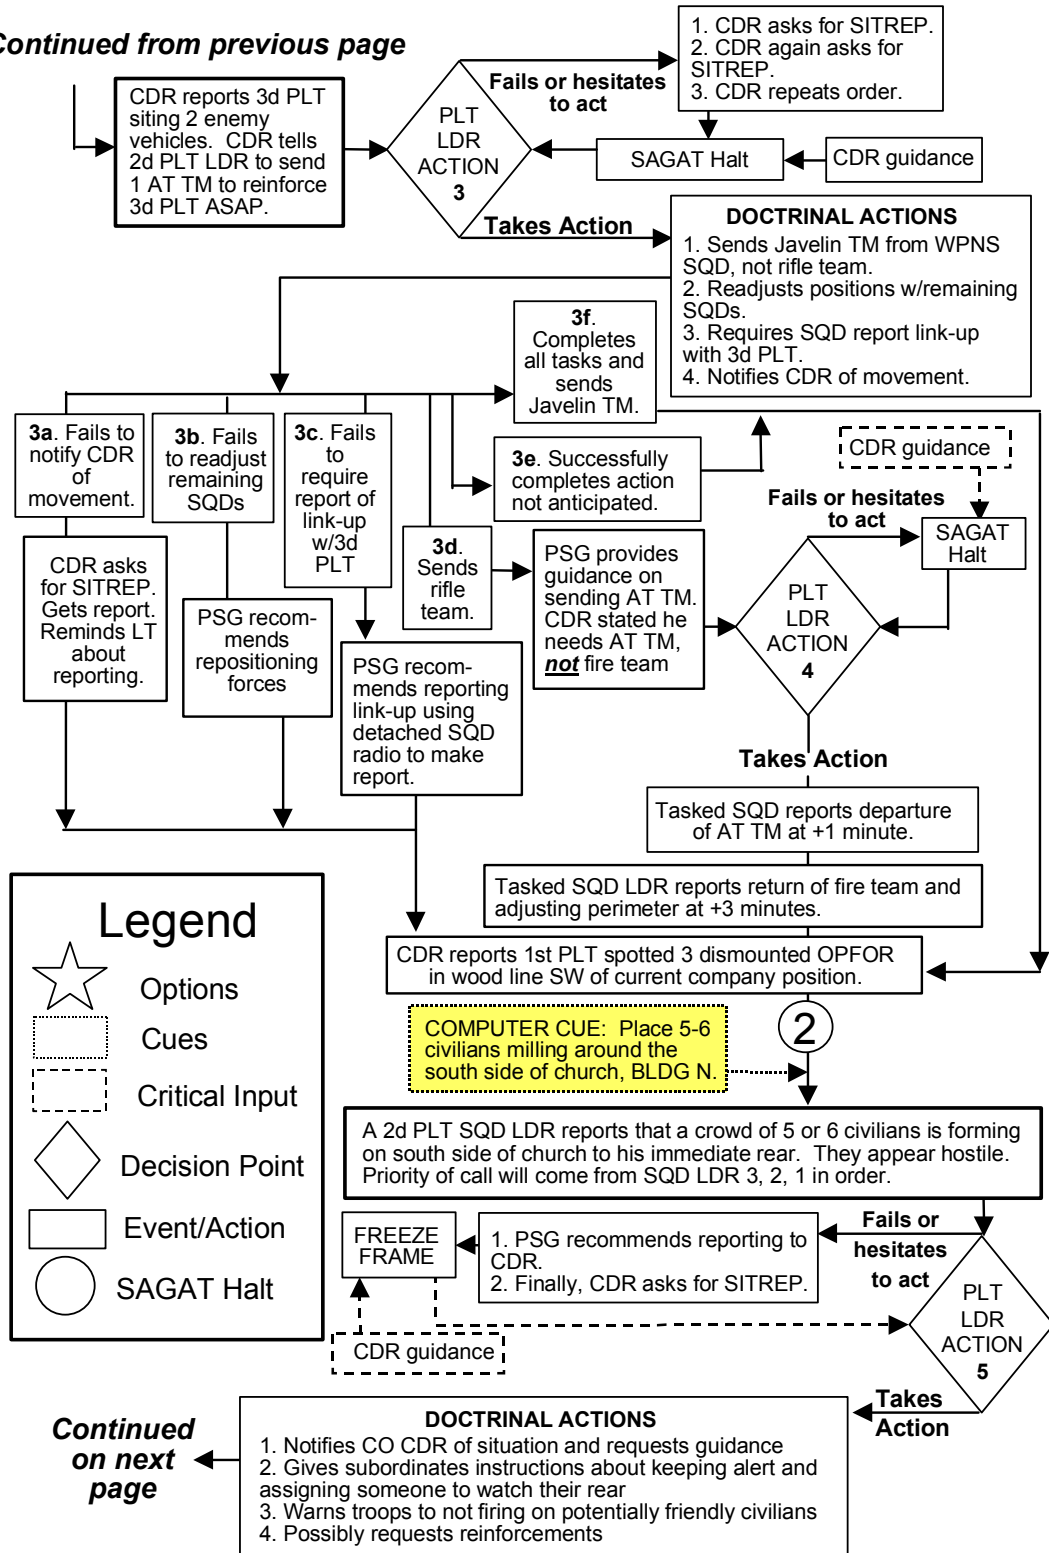 Continued from previous page
CDR reports 3d PLT
siting 2 enemy
vehicles.  CDR tells
2d PLT LDR to send
1 AT TM to reinforce
3d PLT ASAP.
PLT
LDR
ACTION
3
Fails or hesitates
to act
1. CDR asks for SITREP.
2. CDR again asks for
SITREP.
3. CDR repeats order.
SAGAT Halt
CDR guidance
Takes Action
DOCTRINAL ACTIONS
1. Sends Javelin TM from WPNS
SQD, not rifle team.
2. Readjusts positions w/remaining
SQDs.
3. Requires SQD report link-up
with 3d PLT.
4. Notifies CDR of movement.
3f.
Completes
all tasks and
sends
Javelin TM.
3a. Fails to
notify CDR
of
movement.
3b. Fails
to readjust
remaining
SQDs
3c. Fails
to
require
report of
link-up
w/3d
PLT
3d.
Sends
rifle
team.
3e. Successfully
completes action
not anticipated.
CDR guidance
Fails or hesitates
to act
SAGAT
Halt
CDR asks
for SITREP.
Gets report.
Reminds LT
about
reporting.
PSG recom-
mends
repositioning
forces
PSG recom-
mends reporting
link-up using
detached SQD
radio to make
report.
PSG provides
guidance on
sending AT TM.
CDR stated he
needs AT TM,
not fire team
PLT
LDR
ACTION
4
Takes Action
Tasked SQD reports departure
of AT TM at +1 minute.
Tasked SQD LDR reports return of fire team and
adjusting perimeter at +3 minutes.
CDR reports 1st PLT spotted 3 dismounted OPFOR
in wood line SW of current company position.
2
COMPUTER CUE:  Place 5-6
civilians milling around the
south side of church, BLDG N.
Legend
Options
Cues
Critical Input
Decision Point
Event/Action
SAGAT Halt
A 2d PLT SQD LDR reports that a crowd of 5 or 6 civilians is forming
on south side of church to his immediate rear.  They appear hostile.
Priority of call will come from SQD LDR 3, 2, 1 in order.
Fails or
hesitates
to act
1. PSG recommends reporting to
CDR.
2. Finally, CDR asks for SITREP.
FREEZE
FRAME
CDR guidance
PLT
LDR
ACTION
5
Takes
Action
DOCTRINAL ACTIONS
1. Notifies CO CDR of situation and requests guidance
2. Gives subordinates instructions about keeping alert and
assigning someone to watch their rear
3. Warns troops to not firing on potentially friendly civilians
4. Possibly requests reinforcements
Continued
on next
page